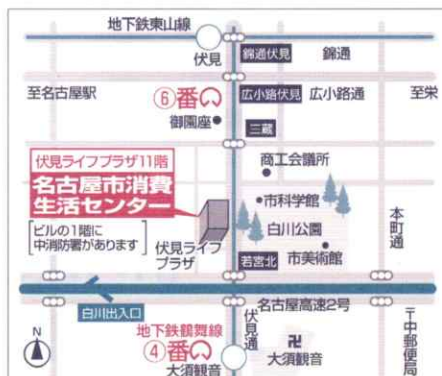 地下鉄東山線
伏見
錦通伏見
錦通
至名古屋駅
⑥番
広小路伏見
広小路通
至栄
御園座
三蔵
商工会議所
伏見ライフプラザ11階
名古屋市消費
生活センター
ビルの1階に
中消防署があります
市科学館
白川公園
本町通
伏見ライフ
プラザ
若宮北
市美術館
白川出入口
名古屋高速2号
地下鉄鶴舞線
④番
伏見通
大須観音
卍
大須観音
〒中郵便局
N